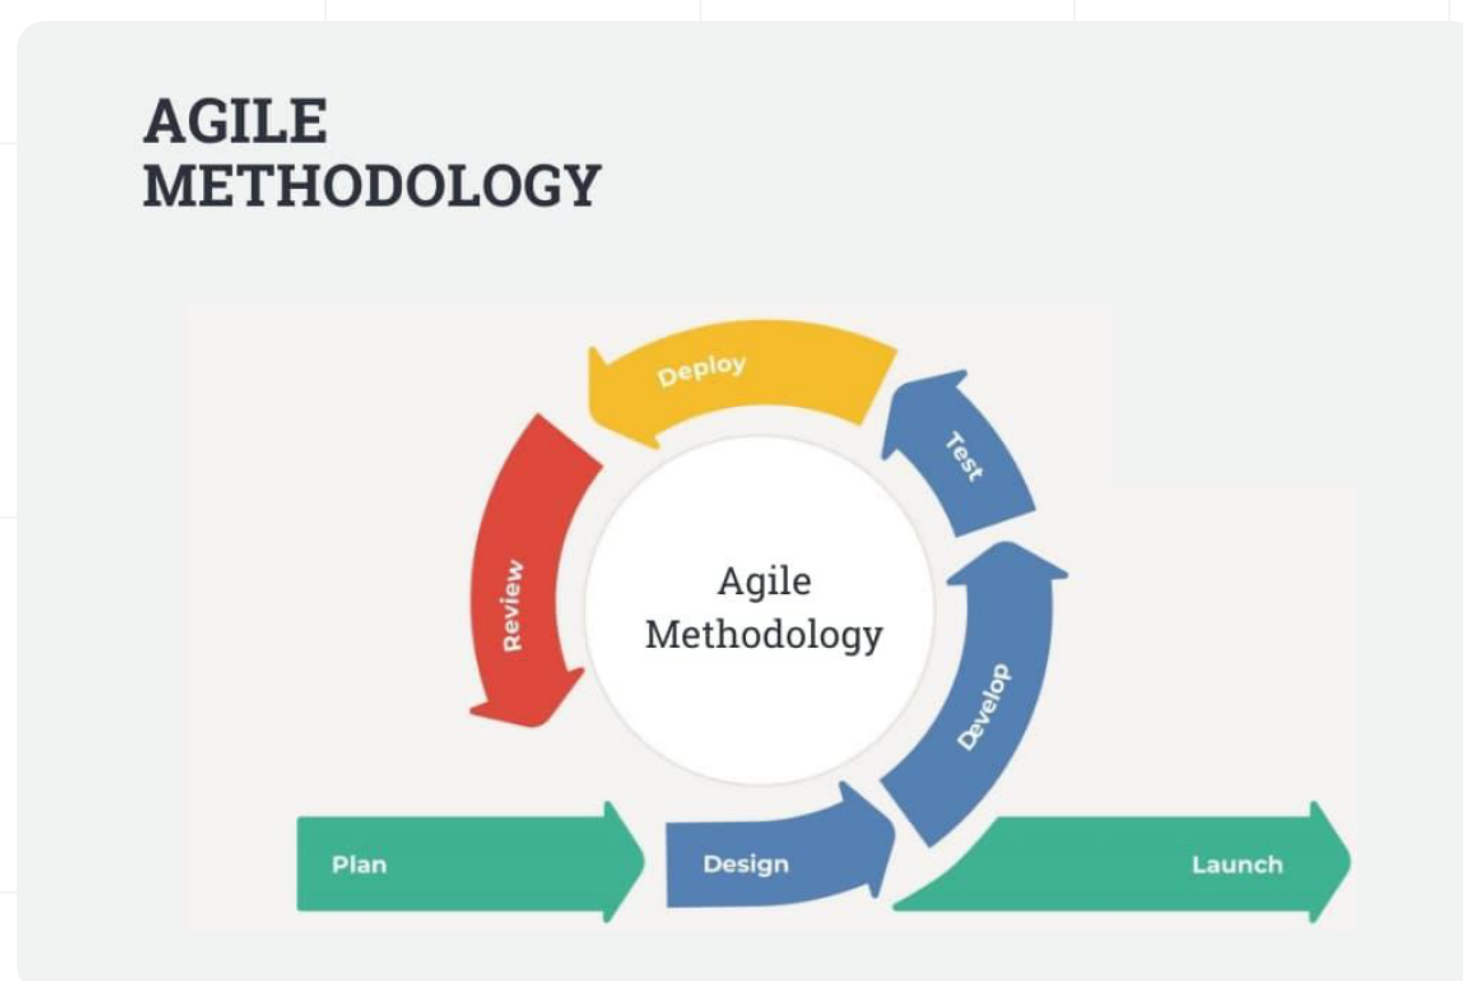 AGILE
METHODOLOGY
Deploy
Test
Review
Agile
Methodology
Develop
Plan
Design
Launch